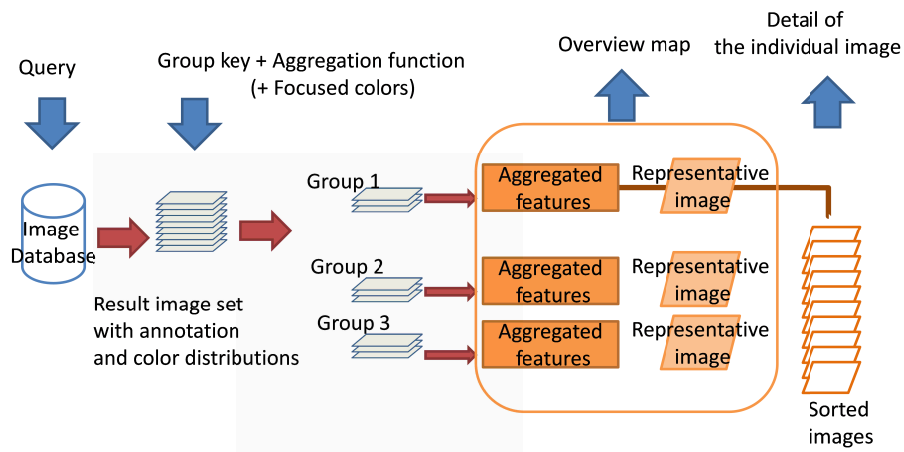 Query
Group key + Aggregation function
(+ Focused colors)
Overview map
Detail of
the individual image
Image
Database
Result image set
with annotation
and color distributions
Group 1
Aggregated
features
Representative
image
Group 2
Aggregated
features
Representative
image
Group 3
Aggregated
features
Representative
image
Sorted
images